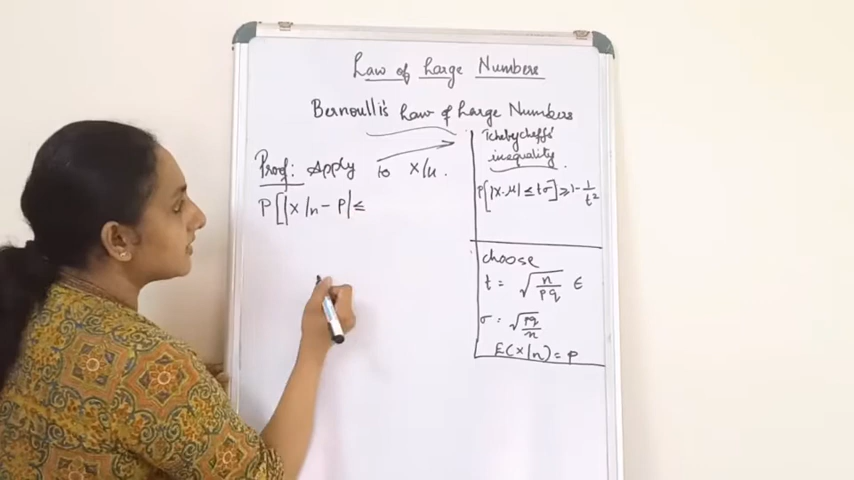 Law of Large Numbers
Bernoulli's Law of Large Numbers
Proof: Apply to X/n.
P[|X/n - P| ≤
Tchebycheff's
inequality.
P[|X-μ| ≤ tσ] ≥ 1 - 1/t²
choose
t = √(n/pq) ∈
σ = √(pq/n)
E(X/n) = p